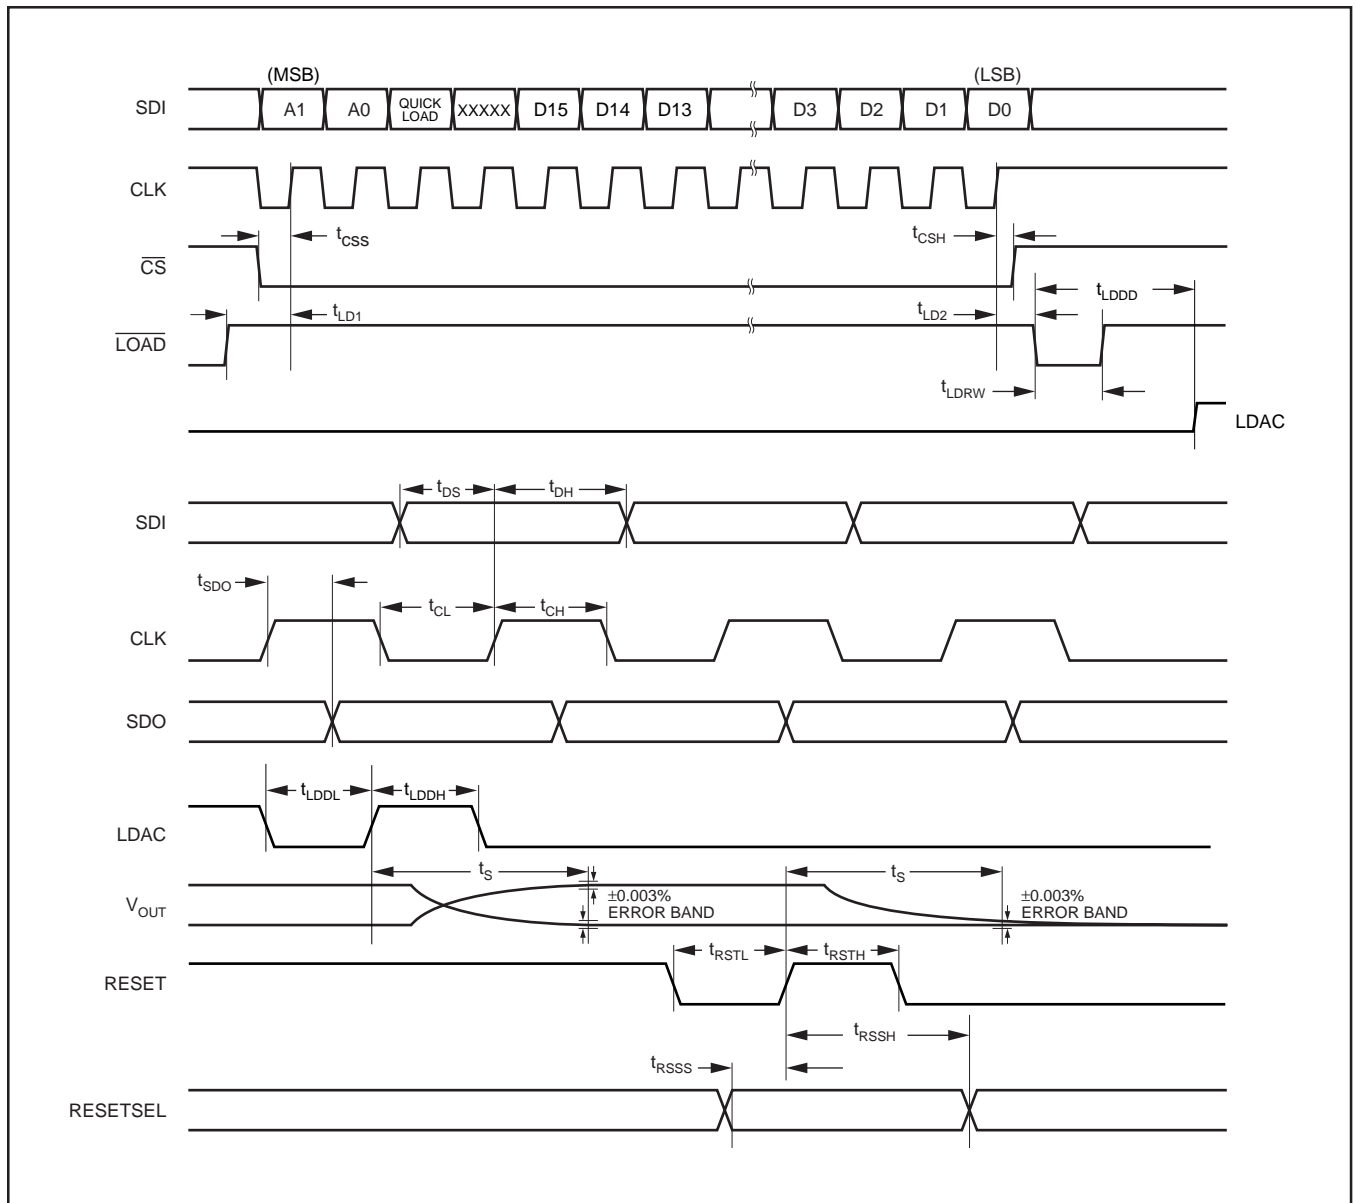 (MSB) (LSB)
SDI A1 A0 QUICK LOAD XXXXX D15 D14 D13 D3 D2 D1 D0
CLK
tCSS tCSH
CS
tLDDD
tLD1 tLD2
LOAD
tLDRW
LDAC
tDS tDH
SDI
tSDO
tCL tCH
CLK
SDO
tLDDL tLDDH
LDAC
tS tS
VOUT
±0.003% ±0.003%
ERROR BAND ERROR BAND
tRSTL tRSTH
RESET
tRSSH
tRSSS
RESETSEL